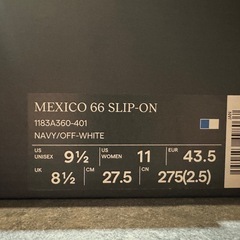 MEXICO 66 SLIP-ON
1183A360-401
NAVY/OFF-WHITE
US UNISEX 9½ US WOMEN 11 EUR 43.5
UK 8½ CM 27.5 CN 275(2.5)